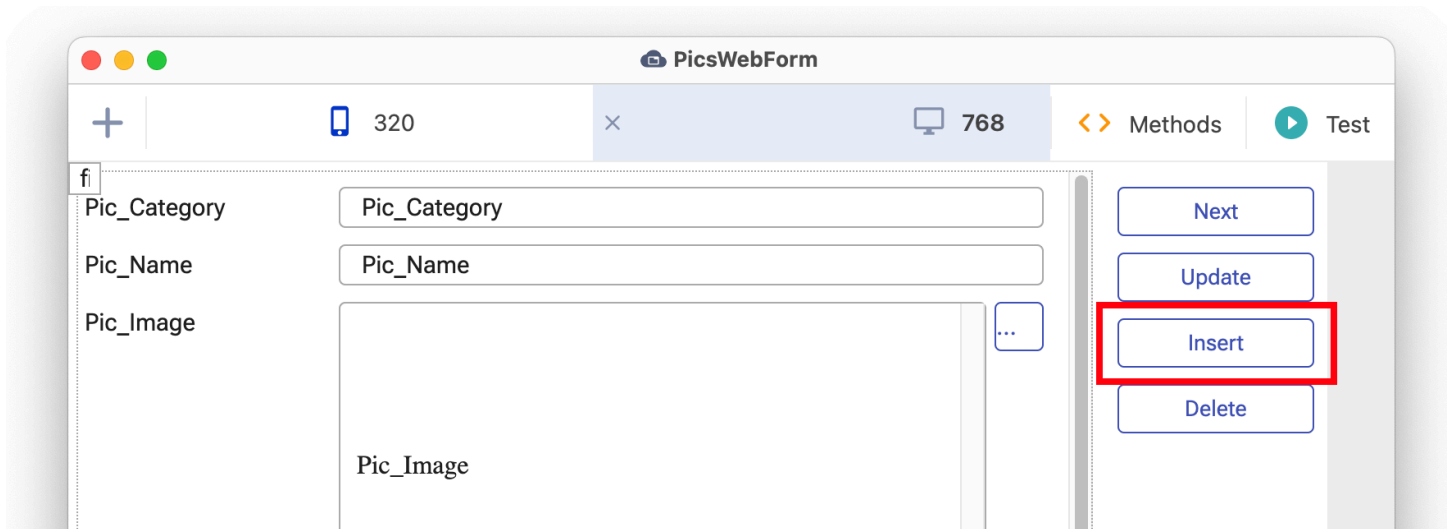 PicsWebForm
320
768
Methods
Test
Pic_Category
Pic_Category
Next
Pic_Name
Pic_Name
Update
Pic_Image
...
Insert
Delete
Pic_Image